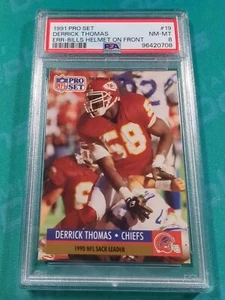 1991 PRO SET #19
DERRICK THOMAS NM-MT
ERR-BILLS HELMET ON FRONT 8
PSA 96420708
NFL PRO SET
58
DERRICK THOMAS • CHIEFS
1990 NFL SACK LEADER